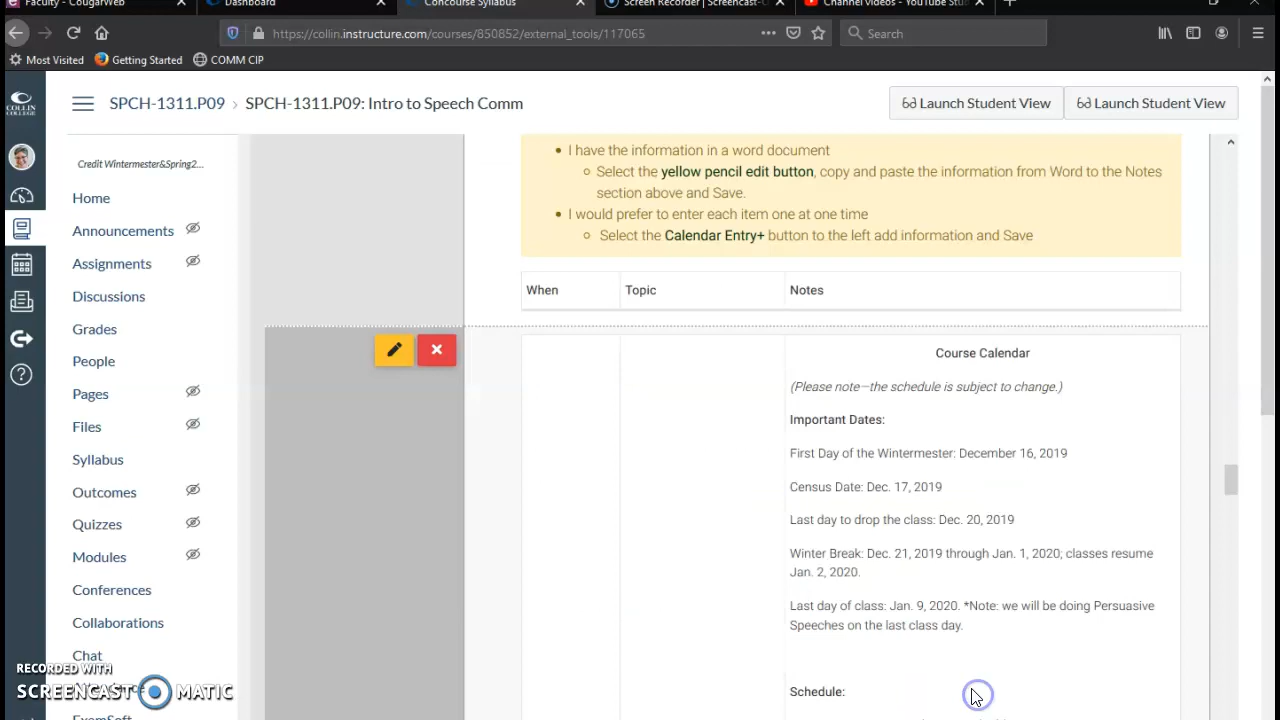 Faculty - CougarWeb
Dashboard
Concourse Syllabus
Screen Recorder | Screencast-O
Channel videos - YouTube Stu
https://collin.instructure.com/courses/850852/external_tools/117065
Search
Most Visited
Getting Started
COMM CIP
COLLIN COLLEGE
SPCH-1311.P09 › SPCH-1311.P09: Intro to Speech Comm
Launch Student View
Launch Student View
Credit Wintermester&Spring2...
Home
Announcements
Assignments
Discussions
Grades
People
Pages
Files
Syllabus
Outcomes
Quizzes
Modules
Conferences
Collaborations
Chat
ExamSoft
• I have the information in a word document
Select the yellow pencil edit button, copy and paste the information from Word to the Notes
section above and Save.
• I would prefer to enter each item one at one time
Select the Calendar Entry+ button to the left add information and Save
When
Topic
Notes
Course Calendar
(Please note—the schedule is subject to change.)
Important Dates:
First Day of the Wintermester: December 16, 2019
Census Date: Dec. 17, 2019
Last day to drop the class: Dec. 20, 2019
Winter Break: Dec. 21, 2019 through Jan. 1, 2020; classes resume
Jan. 2, 2020.
Last day of class: Jan. 9, 2020. *Note: we will be doing Persuasive
Speeches on the last class day.
Schedule:
RECORDED WITH
SCREENCAST MATIC